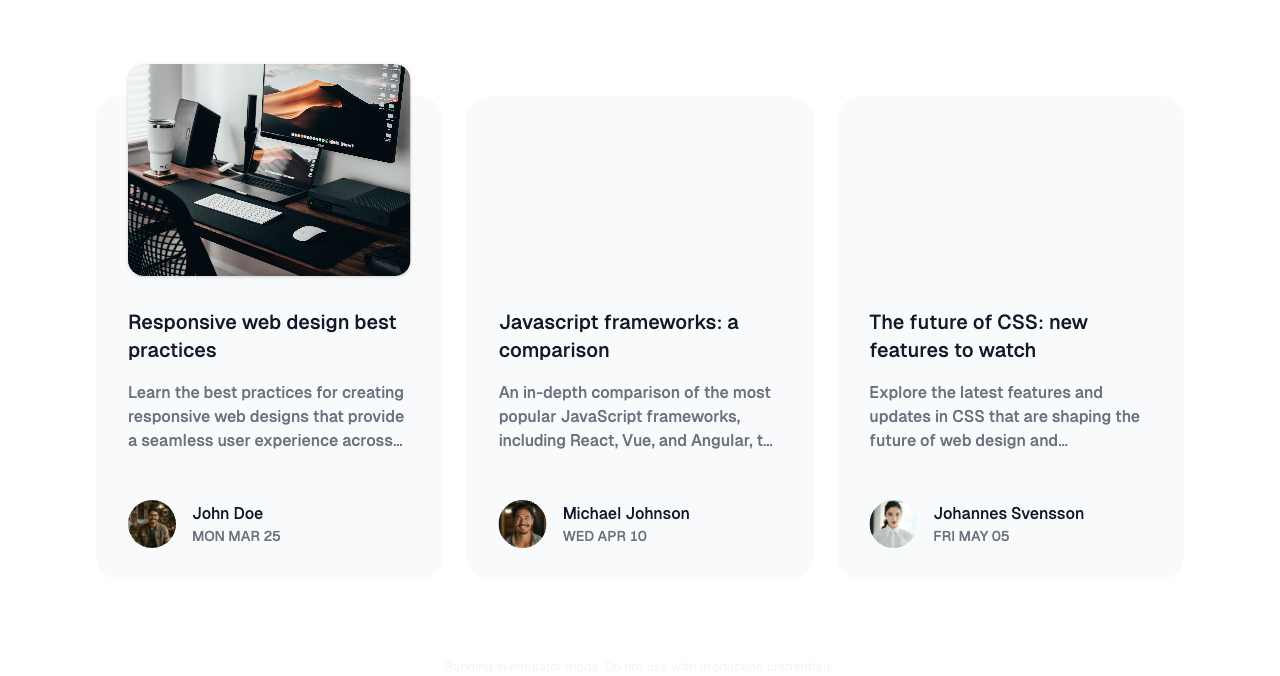 Responsive web design best
practices
Learn the best practices for creating
responsive web designs that provide
a seamless user experience across...
John Doe
MON MAR 25
Javascript frameworks: a
comparison
An in-depth comparison of the most
popular JavaScript frameworks,
including React, Vue, and Angular, t...
Michael Johnson
WED APR 10
The future of CSS: new
features to watch
Explore the latest features and
updates in CSS that are shaping the
future of web design and...
Johannes Svensson
FRI MAY 05
Running in emulator mode. Do not use with production credentials.